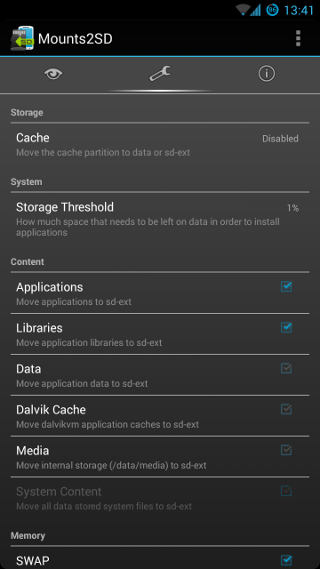 13:41
Mounts2SD
Storage
Cache
Disabled
Move the cache partition to data or sd-ext
System
Storage Threshold
1%
How much space that needs to be left on data in order to install
applications
Content
Applications
Move applications to sd-ext
Libraries
Move application libraries to sd-ext
Data
Move application data to sd-ext
Dalvik Cache
Move dalvikvm application caches to sd-ext
Media
Move internal storage (/data/media) to sd-ext
System Content
Move all data stored system files to sd-ext
Memory
SWAP